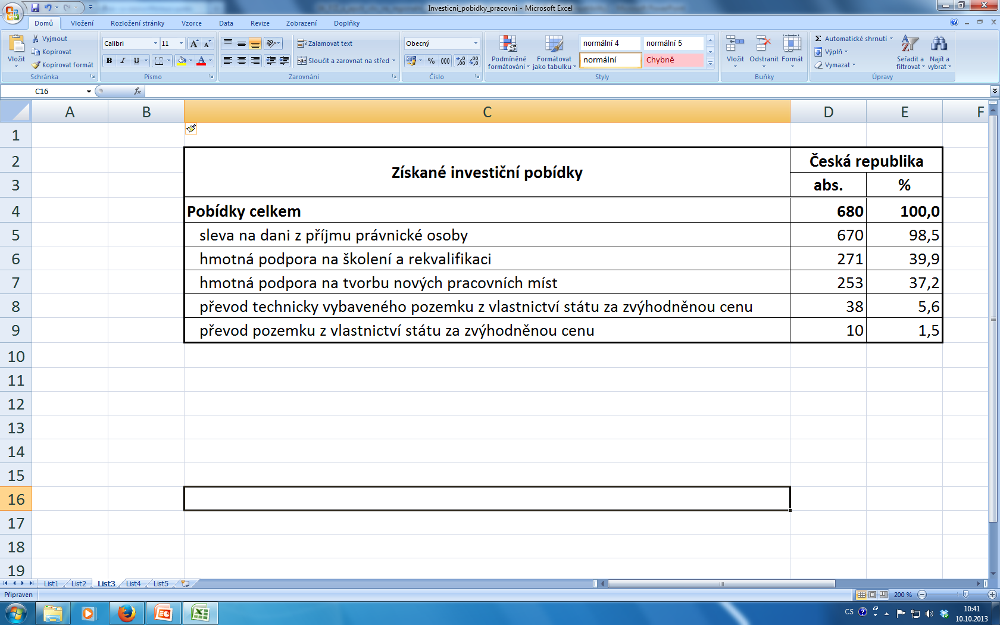 Investicni_pobidky_pracovni - Microsoft Excel
Domů Vložení Rozložení stránky Vzorce Data Revize Zobrazení Doplňky
Vložit
Vyjmout
Kopírovat
Kopírovat formát
Schránka
Calibri 11
B I U
Písmo
Zalamovat text
Sloučit a zarovnat na střed
Zarovnání
Obecný
% 000
Číslo
Podmíněné formátování
Formátovat jako tabulku
normální 4 normální 5
normální Chybně
Styly
Vložit Odstranit Formát
Buňky
Σ Automatické shrnutí
Výplň
Vymazat
Seřadit a filtrovat
Najít a vybrat
Úpravy
C16 fx
A B C D E F
1
2 Získané investiční pobídky Česká republika
3 abs. %
4 Pobídky celkem 680 100,0
5 sleva na dani z příjmu právnické osoby 670 98,5
6 hmotná podpora na školení a rekvalifikaci 271 39,9
7 hmotná podpora na tvorbu nových pracovních míst 253 37,2
8 převod technicky vybaveného pozemku z vlastnictví státu za zvýhodněnou cenu 38 5,6
9 převod pozemku z vlastnictví státu za zvýhodněnou cenu 10 1,5
10
11
12
13
14
15
16
17
18
19
List1 List2 List3 List4 List5
Připraven 200 %
CS 10:41
10.10.2013